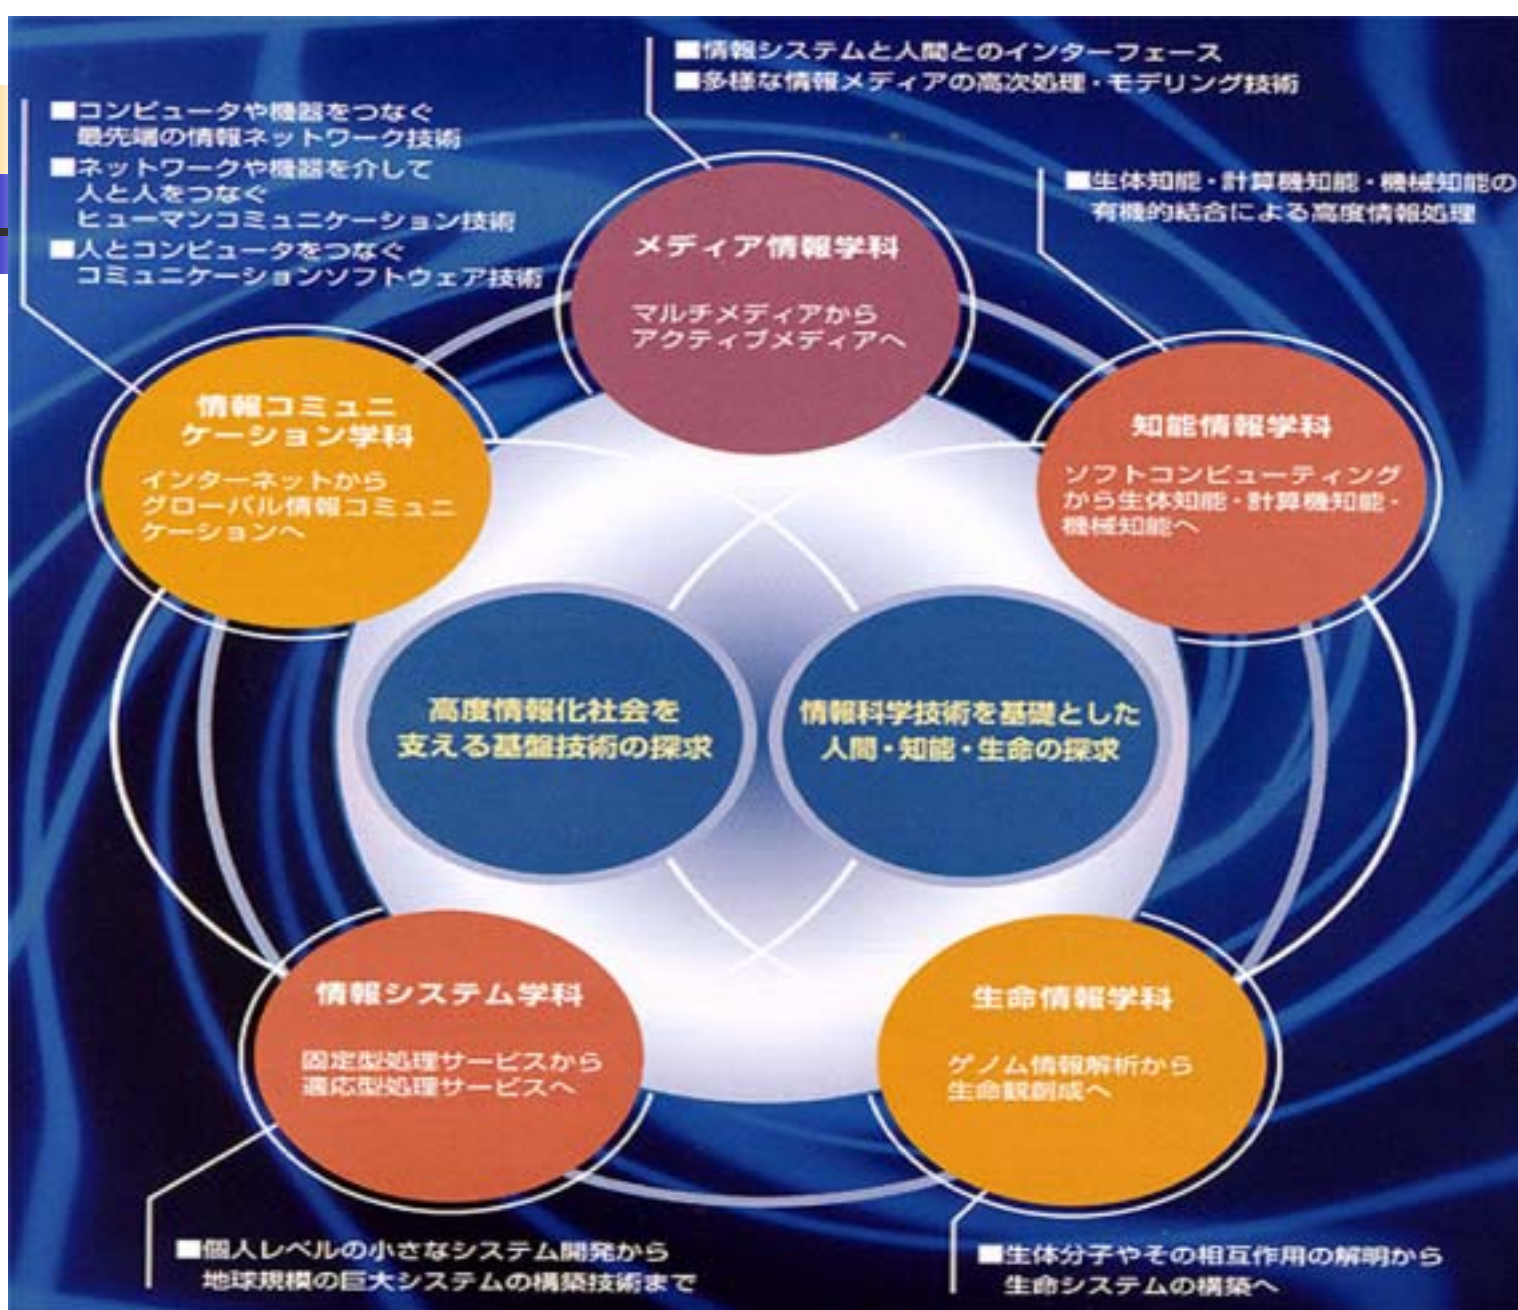 ■情報システムと人間とのインターフェース
■多様な情報メディアの高次処理・モデリング技術
■コンピュータや機器をつなぐ
最先端の情報ネットワーク技術
■ネットワークや機器を介して
人と人をつなぐ
ヒューマンコミュニケーション技術
■人とコンピュータをつなぐ
コミュニケーションソフトウェア技術
■生体知能・計算機知能・機械知能の
有機的結合による高度情報処理
メディア情報学科
マルチメディアから
アクティブメディアへ
情報コミュニ
ケーション学科
インターネットから
グローバル情報コミュニ
ケーションへ
知能情報学科
ソフトコンピューティング
から生体知能・計算機知能・
機械知能へ
高度情報化社会を
支える基盤技術の探求
情報科学技術を基礎とした
人間・知能・生命の探求
情報システム学科
固定型処理サービスから
適応型処理サービスへ
生命情報学科
ゲノム情報解析から
生命観創成へ
■個人レベルの小さなシステム開発から
地球規模の巨大システムの構築技術まで
■生体分子やその相互作用の解明から
生命システムの構築へ